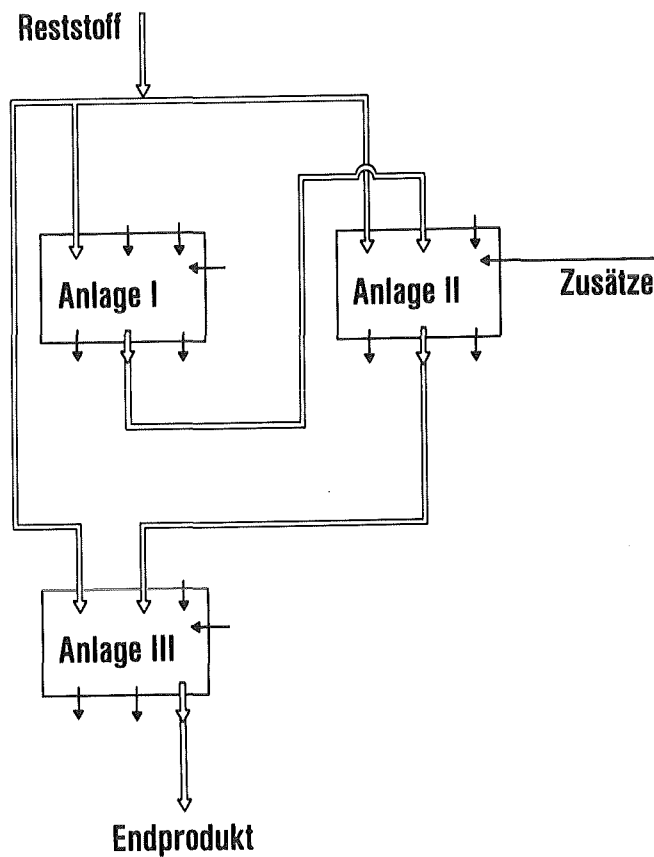 Reststoff
Anlage I
Anlage II
Zusätze
Anlage III
Endprodukt